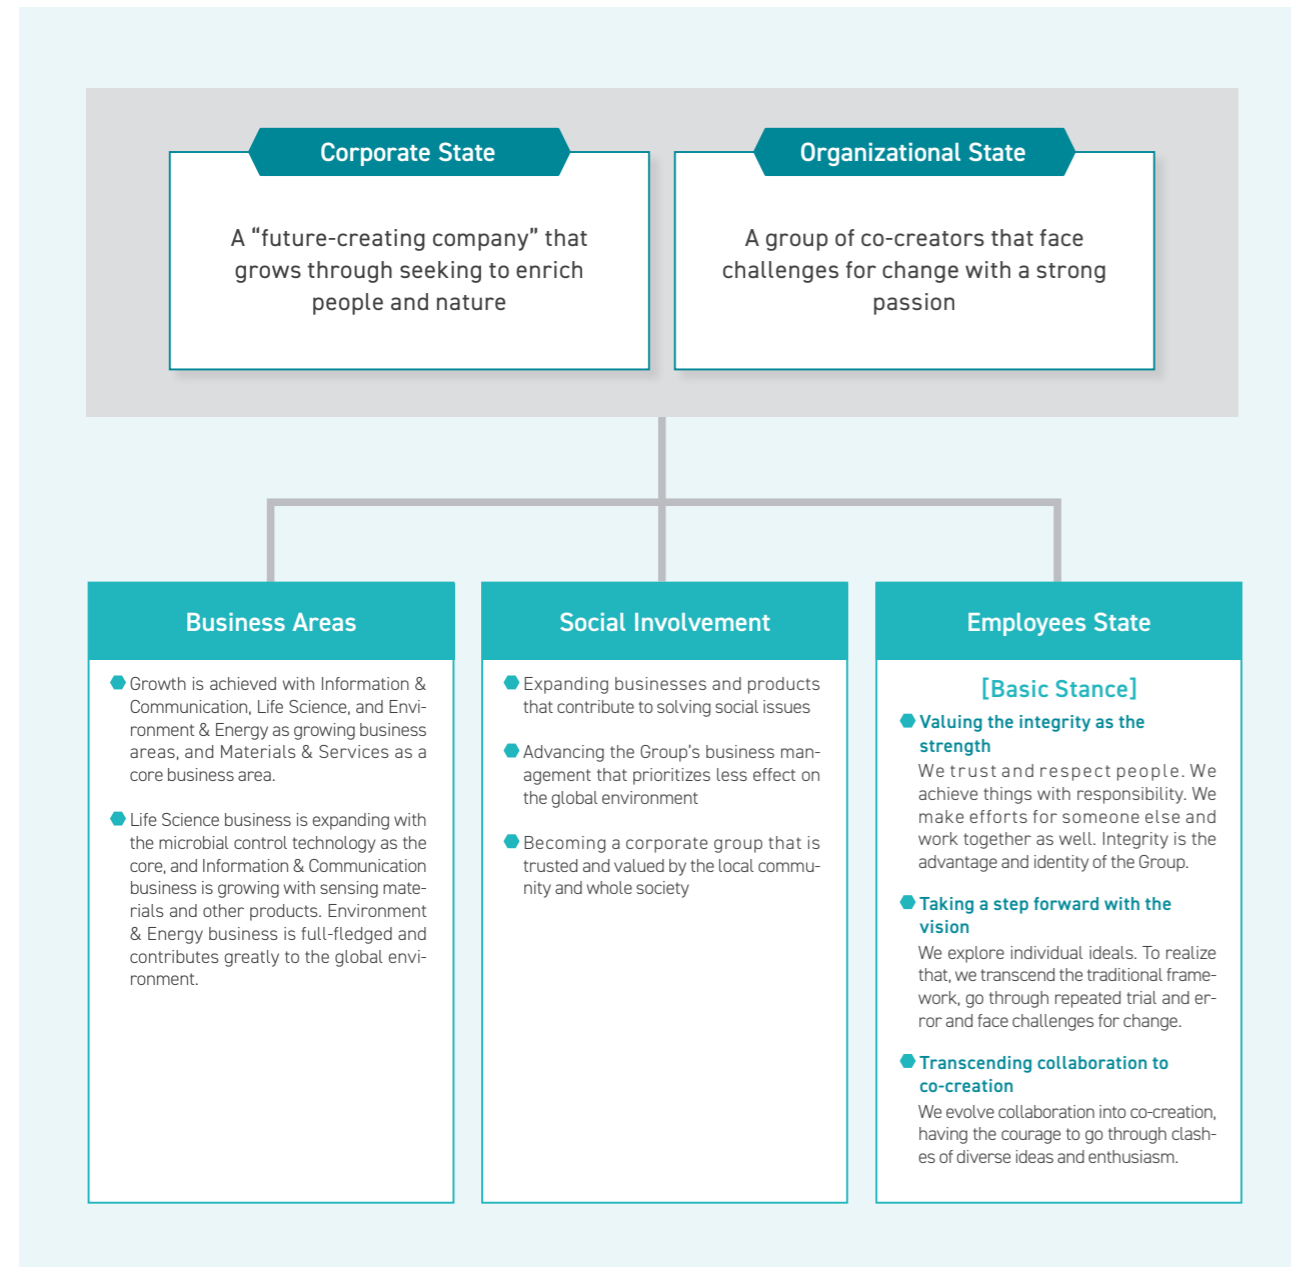 Corporate State
A “future-creating company” that
grows through seeking to enrich
people and nature
Organizational State
A group of co-creators that face
challenges for change with a strong
passion
Business Areas
Growth is achieved with Information &
Communication, Life Science, and Envi-
ronment & Energy as growing business
areas, and Materials & Services as a
core business area.
Life Science business is expanding with
the microbial control technology as the
core, and Information & Communication
business is growing with sensing mate-
rials and other products. Environment
& Energy business is full-fledged and
contributes greatly to the global envi-
ronment.
Social Involvement
Expanding businesses and products
that contribute to solving social issues
Advancing the Group’s business man-
agement that prioritizes less effect on
the global environment
Becoming a corporate group that is
trusted and valued by the local commu-
nity and whole society
Employees State
[Basic Stance]
Valuing the integrity as the
strength
We trust and respect people. We
achieve things with responsibility. We
make efforts for someone else and
work together as well. Integrity is the
advantage and identity of the Group.
Taking a step forward with the
vision
We explore individual ideals. To realize
that, we transcend the traditional frame-
work, go through repeated trial and er-
ror and face challenges for change.
Transcending collaboration to
co-creation
We evolve collaboration into co-creation,
having the courage to go through clash-
es of diverse ideas and enthusiasm.